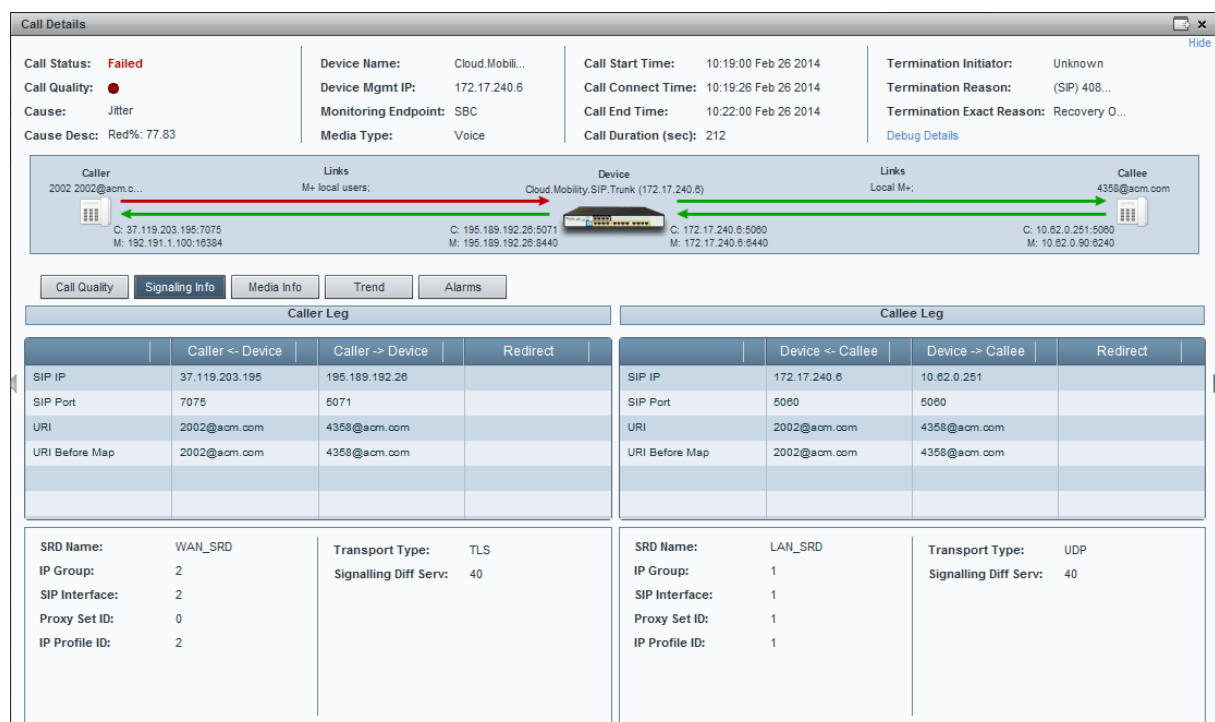 Call Details
Hide
Call Status: Failed
Call Quality:
Cause: Jitter
Cause Desc: Red%: 77.83
Device Name: Cloud.Mobili...
Device Mgmt IP: 172.17.240.6
Monitoring Endpoint: SBC
Media Type: Voice
Call Start Time: 10:19:00 Feb 26 2014
Call Connect Time: 10:19:26 Feb 26 2014
Call End Time: 10:22:00 Feb 26 2014
Call Duration (sec): 212
Termination Initiator: Unknown
Termination Reason: (SIP) 408...
Termination Exact Reason: Recovery O...
Debug Details
Caller
2002 2002@acm.c...
Links
M+ local users;
Device
Cloud.Mobility.SIP.Trunk (172.17.240.6)
Links
Local M+;
Callee
4358@acm.com
C: 37.119.203.195:7075
M: 192.191.1.100:16384
C: 195.189.192.26:5071
M: 195.189.192.26:8440
C: 172.17.240.6:5060
M: 172.17.240.6:6440
C: 10.62.0.251:5060
M: 10.62.0.90:6240
Call Quality Signaling Info Media Info Trend Alarms
Caller Leg
Caller <- Device Caller -> Device Redirect
SIP IP 37.119.203.195 195.189.192.26
SIP Port 7075 5071
URI 2002@acm.com 4358@acm.com
URI Before Map 2002@acm.com 4358@acm.com
SRD Name: WAN_SRD
IP Group: 2
SIP Interface: 2
Proxy Set ID: 0
IP Profile ID: 2
Transport Type: TLS
Signalling Diff Serv: 40
Callee Leg
Device <- Callee Device -> Callee Redirect
SIP IP 172.17.240.6 10.62.0.251
SIP Port 5060 5060
URI 2002@acm.com 4358@acm.com
URI Before Map 2002@acm.com 4358@acm.com
SRD Name: LAN_SRD
IP Group: 1
SIP Interface: 1
Proxy Set ID: 1
IP Profile ID: 1
Transport Type: UDP
Signalling Diff Serv: 40